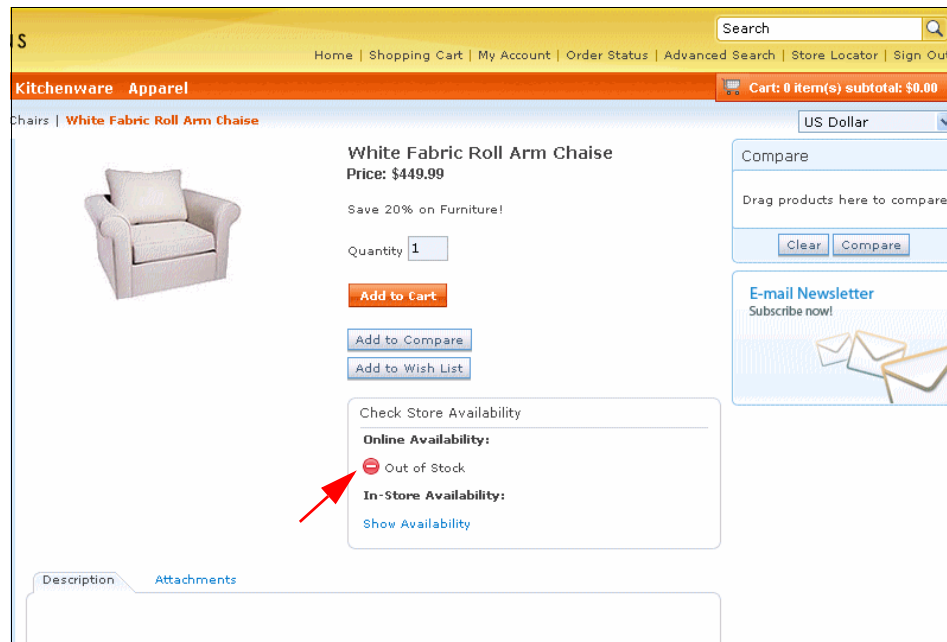 US
Search
Home | Shopping Cart | My Account | Order Status | Advanced Search | Store Locator | Sign Out
Kitchenware Apparel
Cart: 0 item(s) subtotal: $0.00
Chairs | White Fabric Roll Arm Chaise
US Dollar
White Fabric Roll Arm Chaise
Price: $449.99
Save 20% on Furniture!
Quantity 1
Add to Cart
Add to Compare
Add to Wish List
Check Store Availability
Online Availability:
Out of Stock
In-Store Availability:
Show Availability
Compare
Drag products here to compare
Clear Compare
E-mail Newsletter
Subscribe now!
Description Attachments